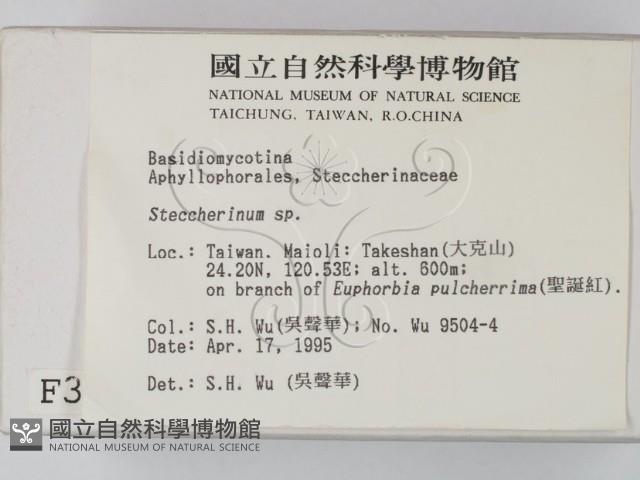 國立自然科學博物館
NATIONAL MUSEUM OF NATURAL SCIENCE
TAICHUNG, TAIWAN, R.O.CHINA
Basidiomycotina
Aphyllophorales, Steccherinaceae
Steccherinum sp.
Loc.: Taiwan. Maioli: Takeshan(大克山)
24.20N, 120.53E; alt. 600m;
on branch of Euphorbia pulcherrima(聖誕紅).
Col.: S.H. Wu(吳聲華); No. Wu 9504-4
Date: Apr. 17, 1995
Det.: S.H. Wu (吳聲華)
F3
國立自然科學博物館
NATIONAL MUSEUM OF NATURAL SCIENCE